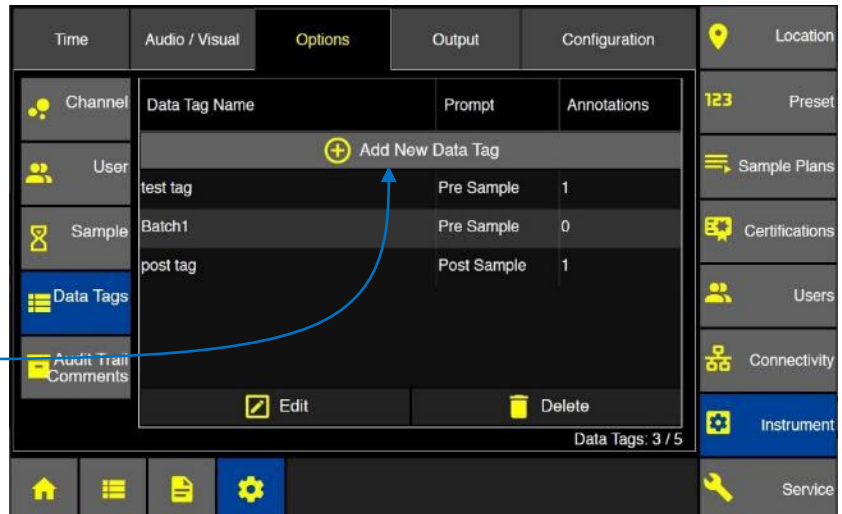 Time Audio / Visual Options Output Configuration
Location
Channel
Data Tag Name Prompt Annotations
123 Preset
Add New Data Tag
User
Sample Plans
test tag Pre Sample 1
Sample
Batch1 Pre Sample 0
Certifications
post tag Post Sample 1
Data Tags
Users
Audit Trail
Comments
Connectivity
Edit Delete
Instrument
Data Tags: 3 / 5
Service